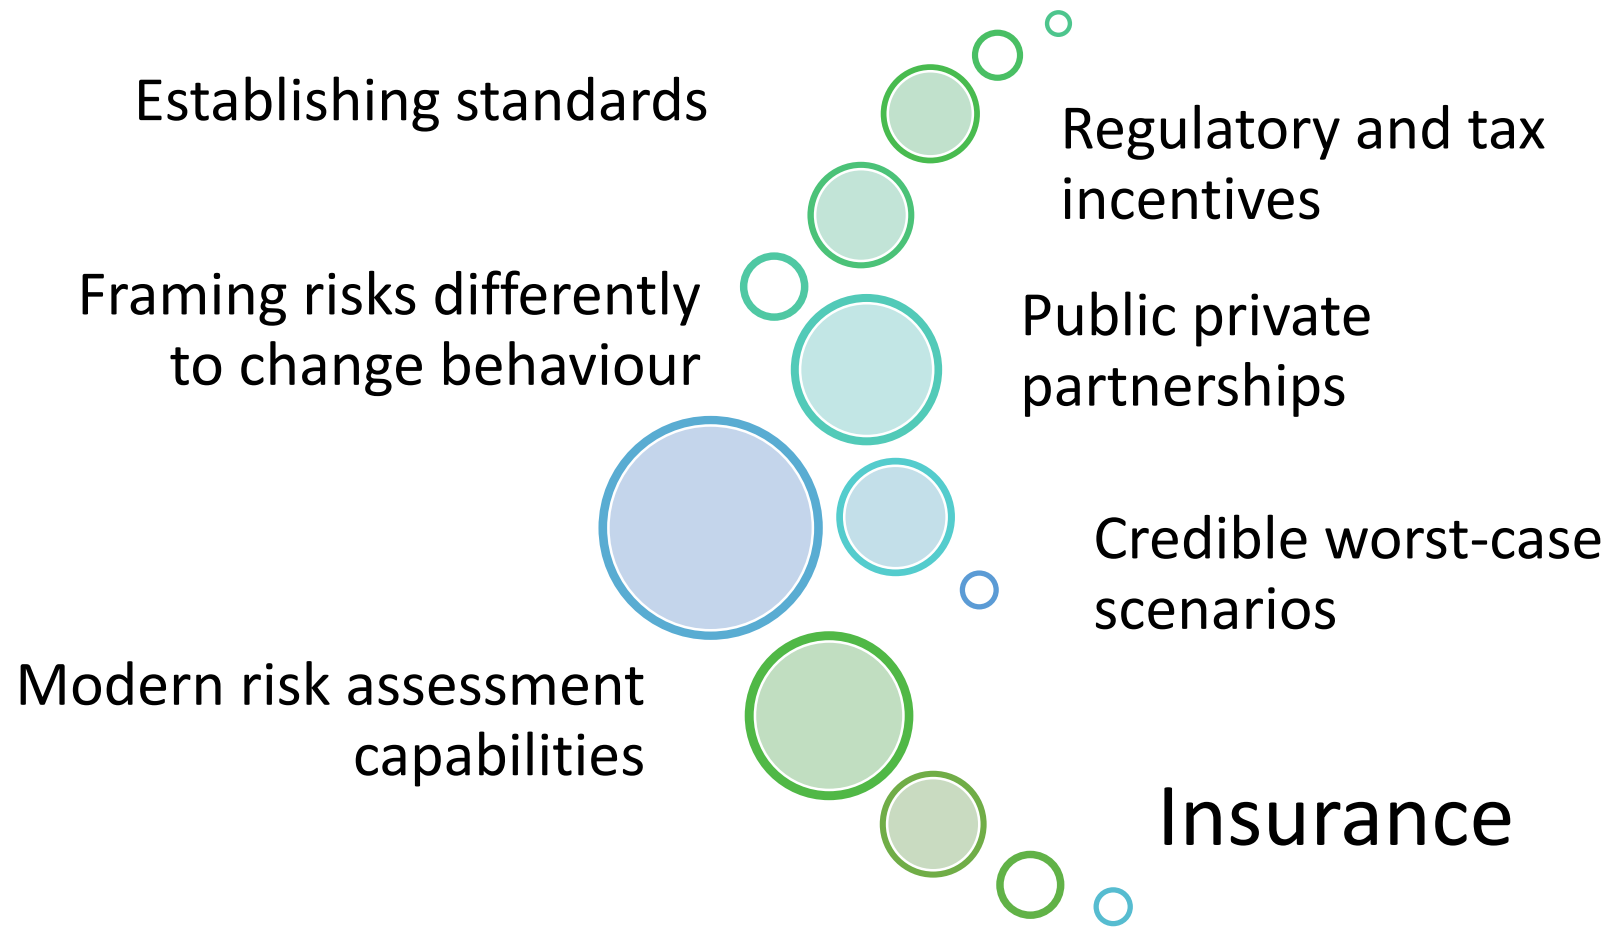 Establishing standards
Regulatory and tax
incentives
Framing risks differently
to change behaviour
Public private
partnerships
Credible worst-case
scenarios
Modern risk assessment
capabilities
Insurance